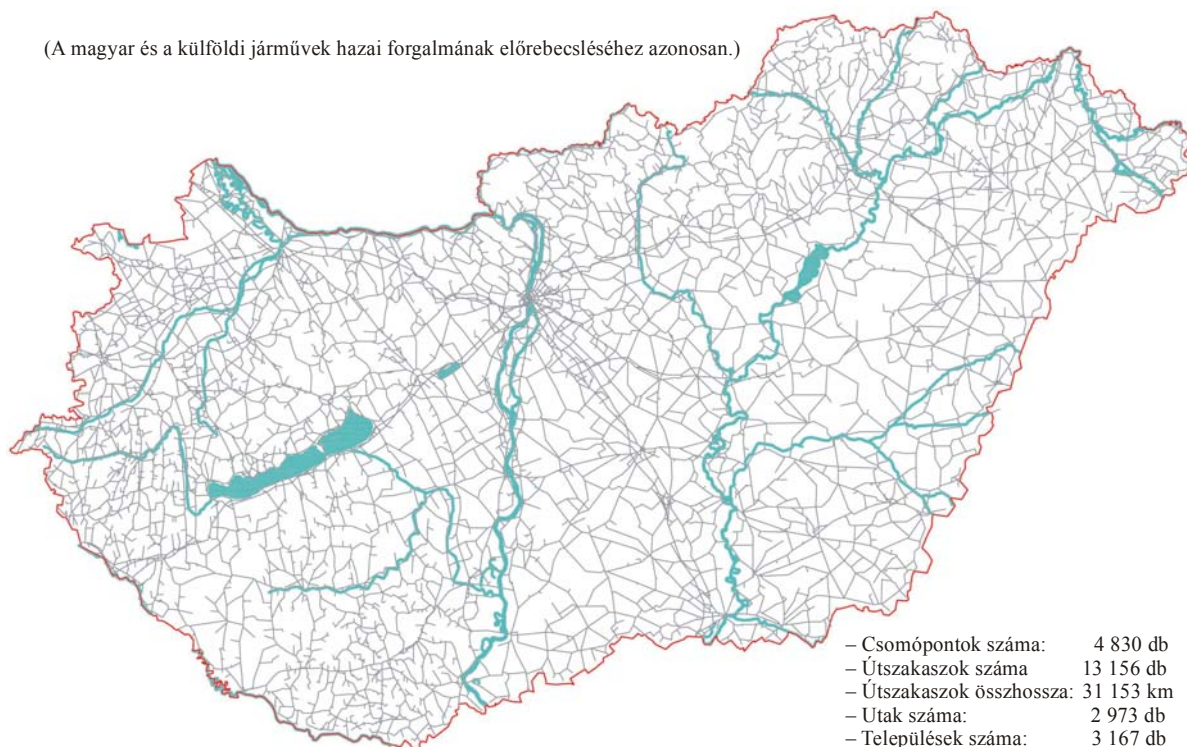 (A magyar és a külföldi járművek hazai forgalmának előrebecsléséhez azonosan.)
– Csomópontok száma: 4 830 db
– Útszakaszok száma 13 156 db
– Útszakaszok összhossza: 31 153 km
– Utak száma: 2 973 db
– Települések száma: 3 167 db